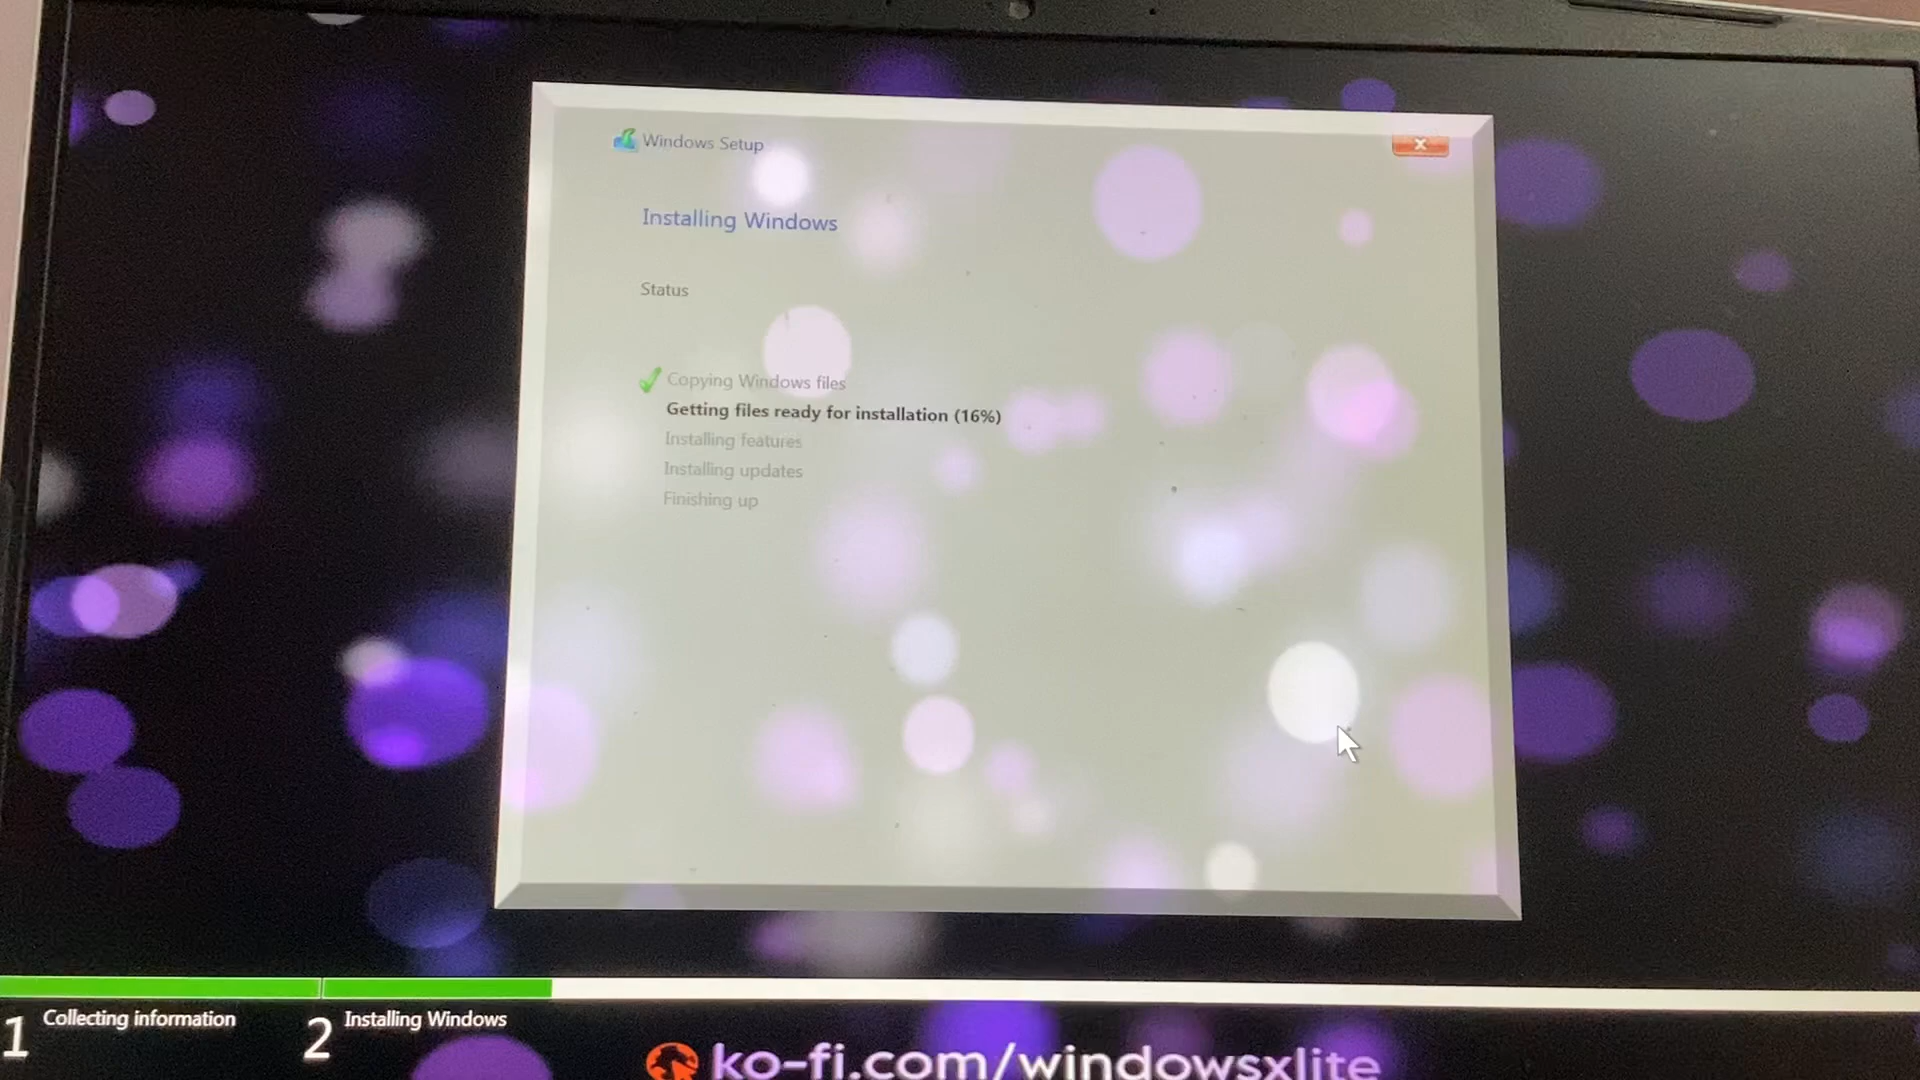 Windows Setup
Installing Windows
Status
Copying Windows files
Getting files ready for installation (16%)
Installing features
Installing updates
Finishing up
1 Collecting information
2 Installing Windows
ko-fi.com/windowsxlite